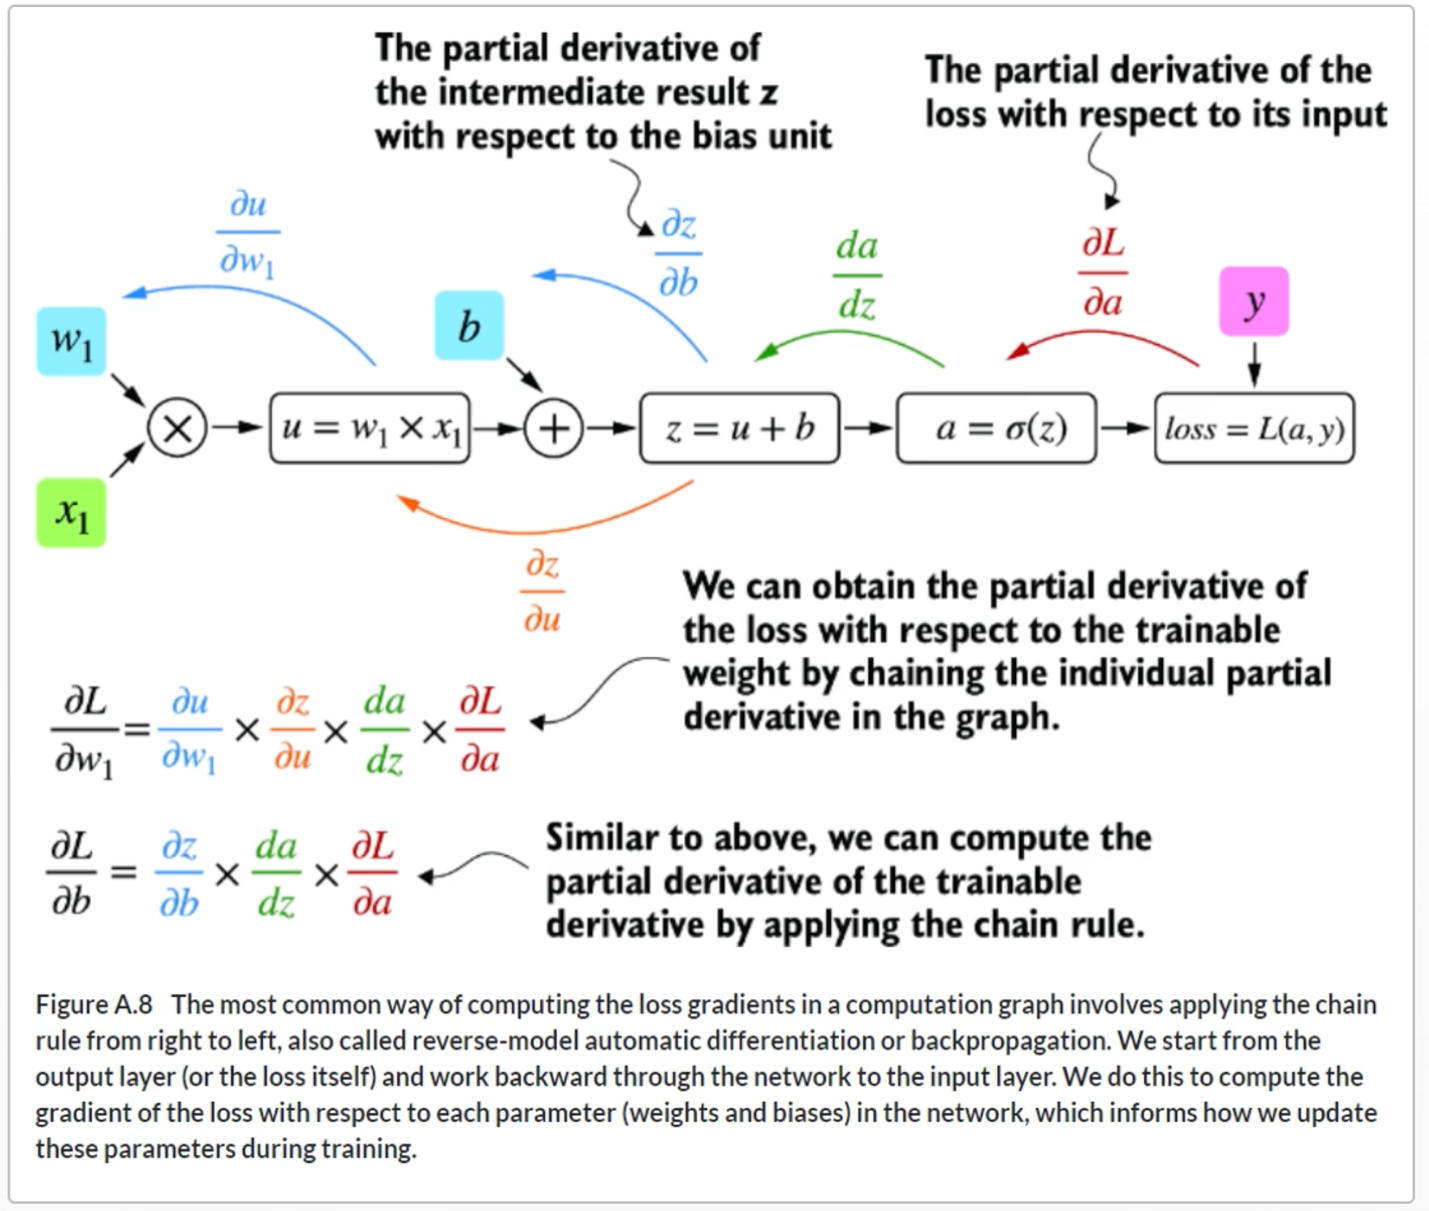 The partial derivative of
the intermediate result z
with respect to the bias unit
The partial derivative of the
loss with respect to its input
∂u
∂w₁
∂z
∂b
da
dz
∂L
∂a
w₁
b
y
x₁
×
u = w₁ × x₁
+
z = u + b
a = σ(z)
loss = L(a, y)
∂z
∂u
We can obtain the partial derivative of
the loss with respect to the trainable
weight by chaining the individual partial
derivative in the graph.
∂L/∂w₁ = ∂u/∂w₁ × ∂z/∂u × da/dz × ∂L/∂a
∂L/∂b = ∂z/∂b × da/dz × ∂L/∂a
Similar to above, we can compute the
partial derivative of the trainable
derivative by applying the chain rule.
Figure A.8 The most common way of computing the loss gradients in a computation graph involves applying the chain
rule from right to left, also called reverse-model automatic differentiation or backpropagation. We start from the
output layer (or the loss itself) and work backward through the network to the input layer. We do this to compute the
gradient of the loss with respect to each parameter (weights and biases) in the network, which informs how we update
these parameters during training.